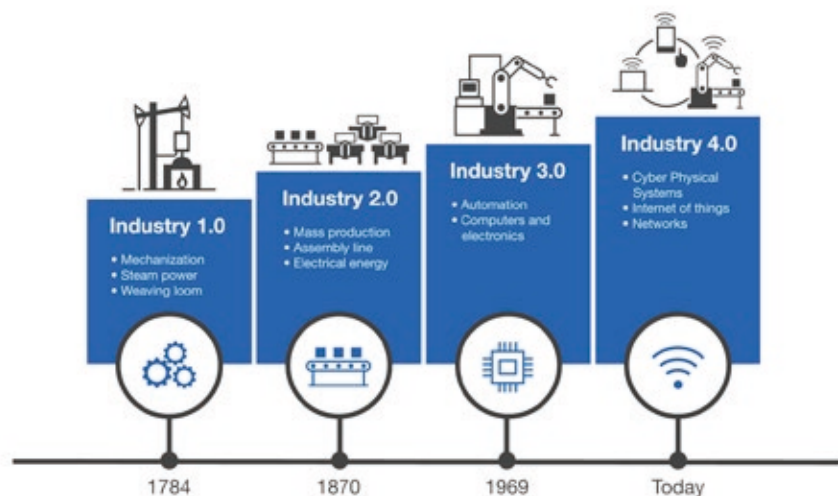 Industry 1.0
• Mechanization
• Steam power
• Weaving loom
Industry 2.0
• Mass production
• Assembly line
• Electrical energy
Industry 3.0
• Automation
• Computers and
electronics
Industry 4.0
• Cyber Physical
Systems
• Internet of things
• Networks
1784
1870
1969
Today